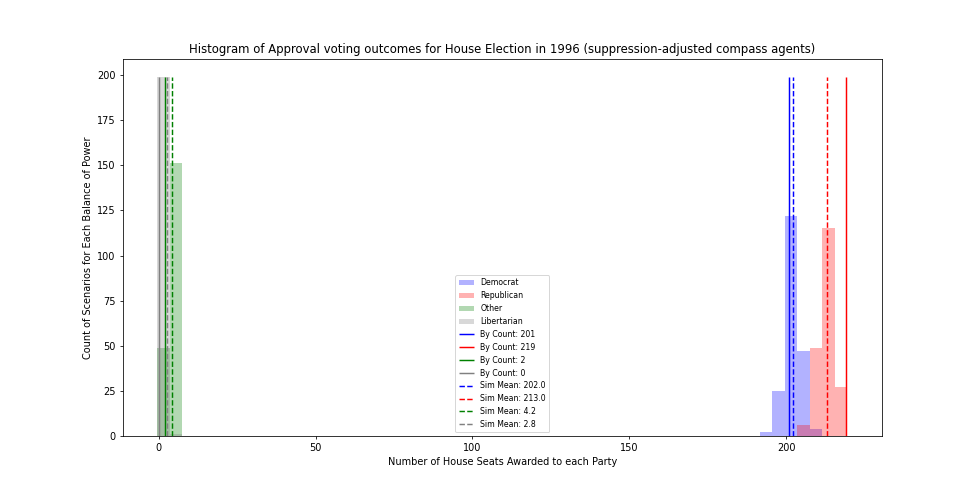 Histogram of Approval voting outcomes for House Election in 1996 (suppression-adjusted compass agents)
Count of Scenarios for Each Balance of Power
200
175
150
125
100
75
50
25
0
Democrat
Republican
Other
Libertarian
By Count: 201
By Count: 219
By Count: 2
By Count: 0
Sim Mean: 202.0
Sim Mean: 213.0
Sim Mean: 4.2
Sim Mean: 2.8
0 50 100 150 200
Number of House Seats Awarded to each Party